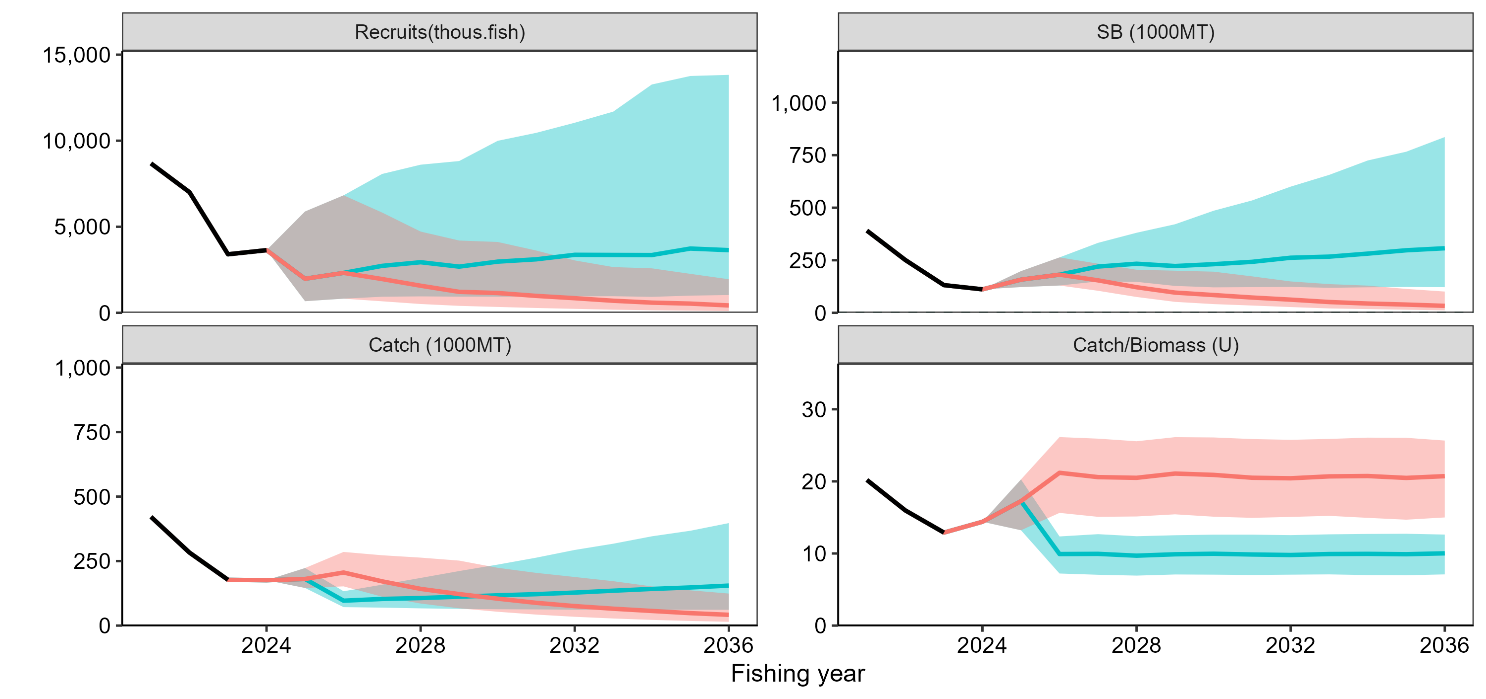 Recruits(thous.fish)
15,000
10,000
5,000
0
SB (1000MT)
1,000
750
500
250
0
Catch (1000MT)
1,000
750
500
250
0
2024 2028 2032 2036
Catch/Biomass (U)
30
20
10
0
2024 2028 2032 2036
Fishing year